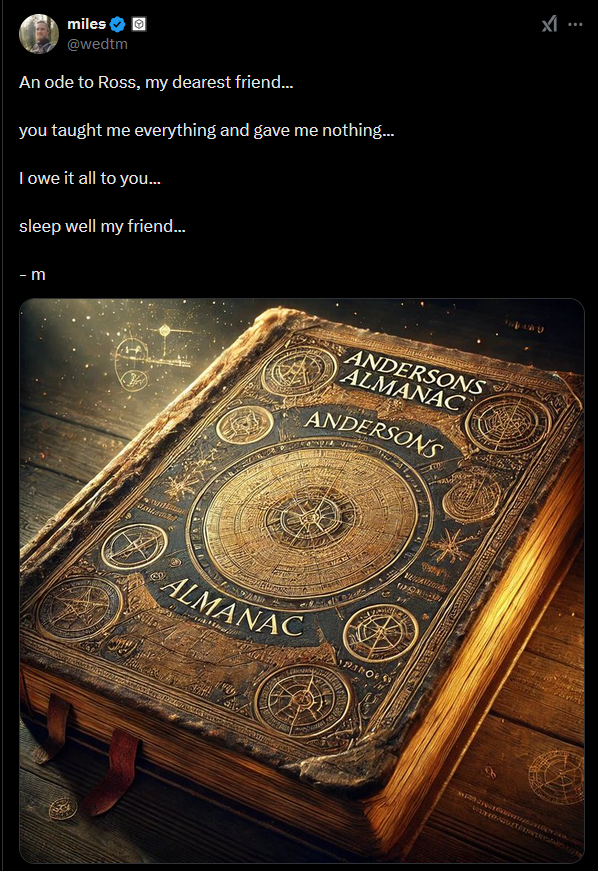 miles
@wedtm
An ode to Ross, my dearest friend...
you taught me everything and gave me nothing...
I owe it all to you...
sleep well my friend...
- m
ANDERSONS
ALMANAC
ANDERSONS
ALMANAC